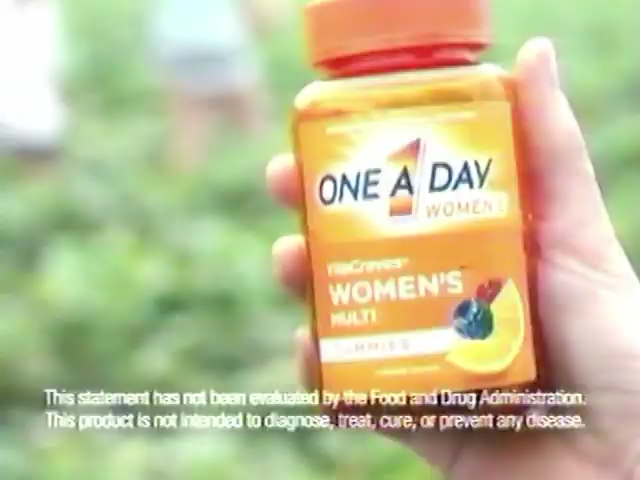 ONE A DAY
WOMEN'S
VitaCraves
WOMEN'S
MULTI
GUMMIES
This statement has not been evaluated by the Food and Drug Administration.
This product is not intended to diagnose, treat, cure, or prevent any disease.